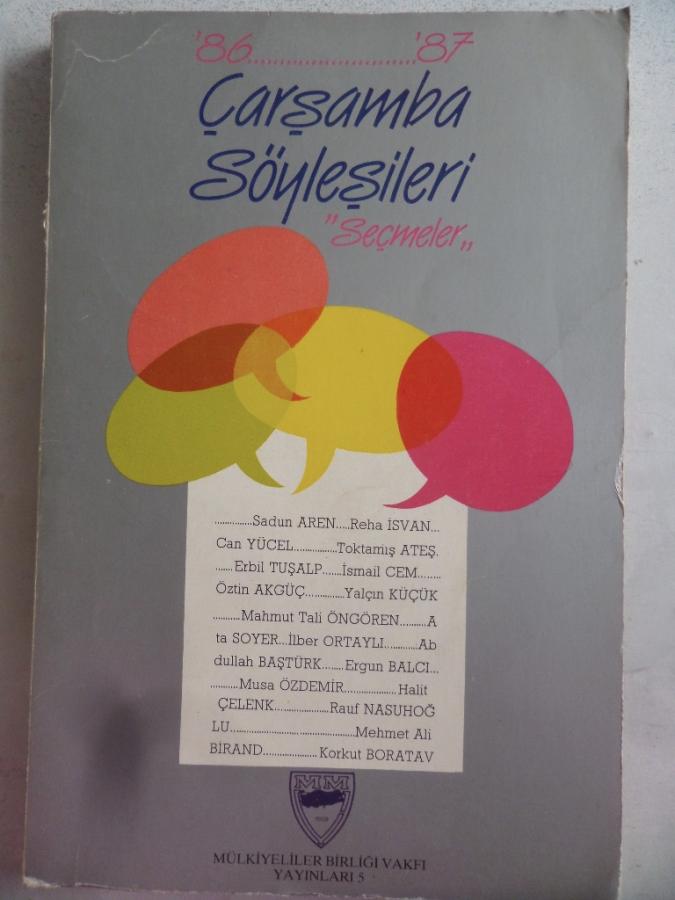 '86..........................'87
Çarşamba
Söyleşileri
"Seçmeler„
..............Sadun AREN.....Reha İSVAN...
Can YÜCEL................Toktamış ATEŞ.
.......Erbil TUŞALP.......İsmail CEM........
Öztin AKGÜÇ..............Yalçın KÜÇÜK
..........Mahmut Tali ÖNGÖREN..........A
ta SOYER...İlber ORTAYLI.............Ab
dullah BAŞTÜRK........Ergun BALCI...
...........Musa ÖZDEMİR....................Halit
ÇELENK....................Rauf NASUHOĞ
LU...............................................Mehmet Ali
BİRAND.....................Korkut BORATAV
MM
MÜLKİYELİLER BİRLİĞİ VAKFI
YAYINLARI 5